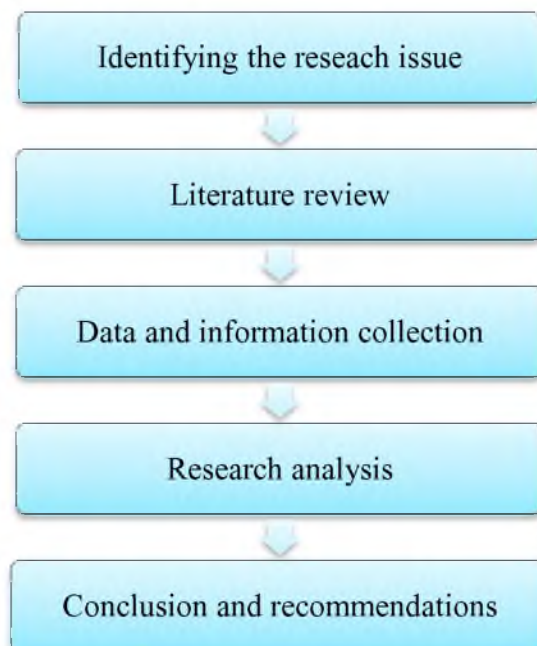 Identifying the reseach issue
Literature review
Data and information collection
Research analysis
Conclusion and recommendations